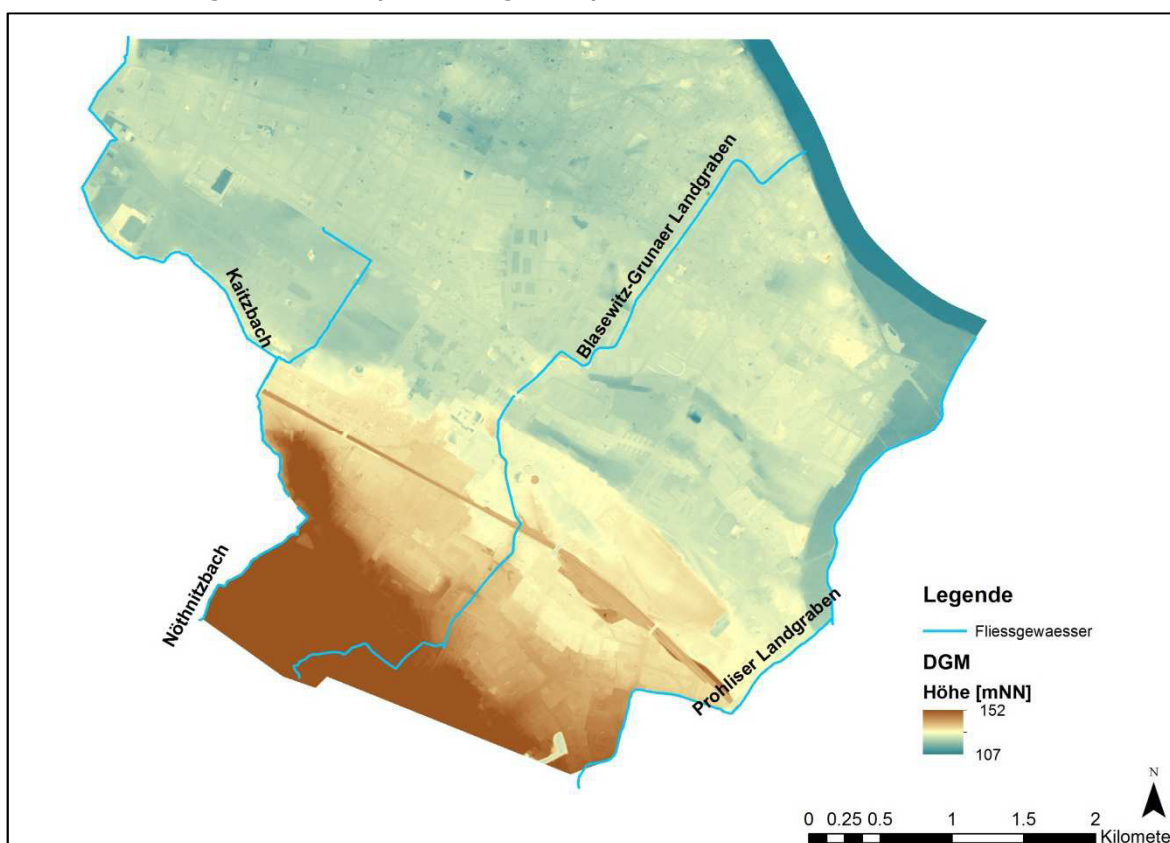 Blasewitz-Grunaer Landgraben
Kaitzbach
Nöthnitzbach
Prohliser Landgraben
Legende
Fliessgewaesser
DGM
Höhe [mNN]
152
107
N
0 0.25 0.5 1 1.5 2
Kilomete